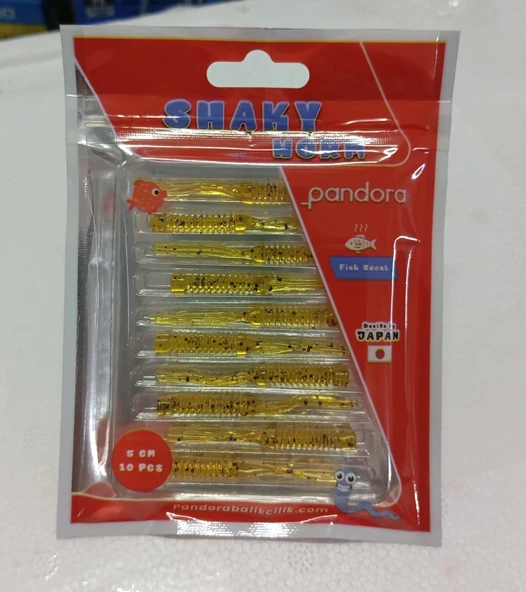 SHAKY
WORM
pandora
Fish Scent
Design by
JAPAN
5 CM
10 PCS
Pandorabalikcilik.com